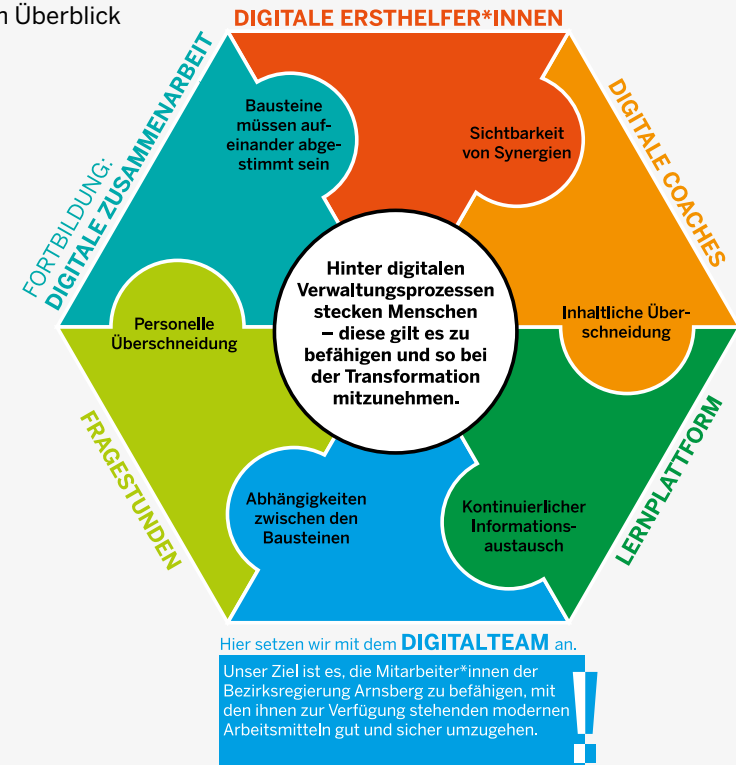 Überblick
DIGITALE ERSTHELFER*INNEN
FORTBILDUNG:
DIGITALE ZUSAMMENARBEIT
DIGITALE COACHES
Bausteine
müssen auf-
einander abge-
stimmt sein
Sichtbarkeit
von Synergien
Hinter digitalen
Verwaltungsprozessen
stecken Menschen
– diese gilt es zu
befähigen und so bei
der Transformation
mitzunehmen.
Personelle
Überschneidung
Inhaltliche Über-
schneidung
FRAGESTUNDEN
LERNPLATTFORM
Abhängigkeiten
zwischen den
Bausteinen
Kontinuierlicher
Informations-
austausch
Hier setzen wir mit dem DIGITALTEAM an.
Unser Ziel ist es, die Mitarbeiter*innen der
Bezirksregierung Arnsberg zu befähigen, mit
den ihnen zur Verfügung stehenden modernen
Arbeitsmitteln gut und sicher umzugehen.
!